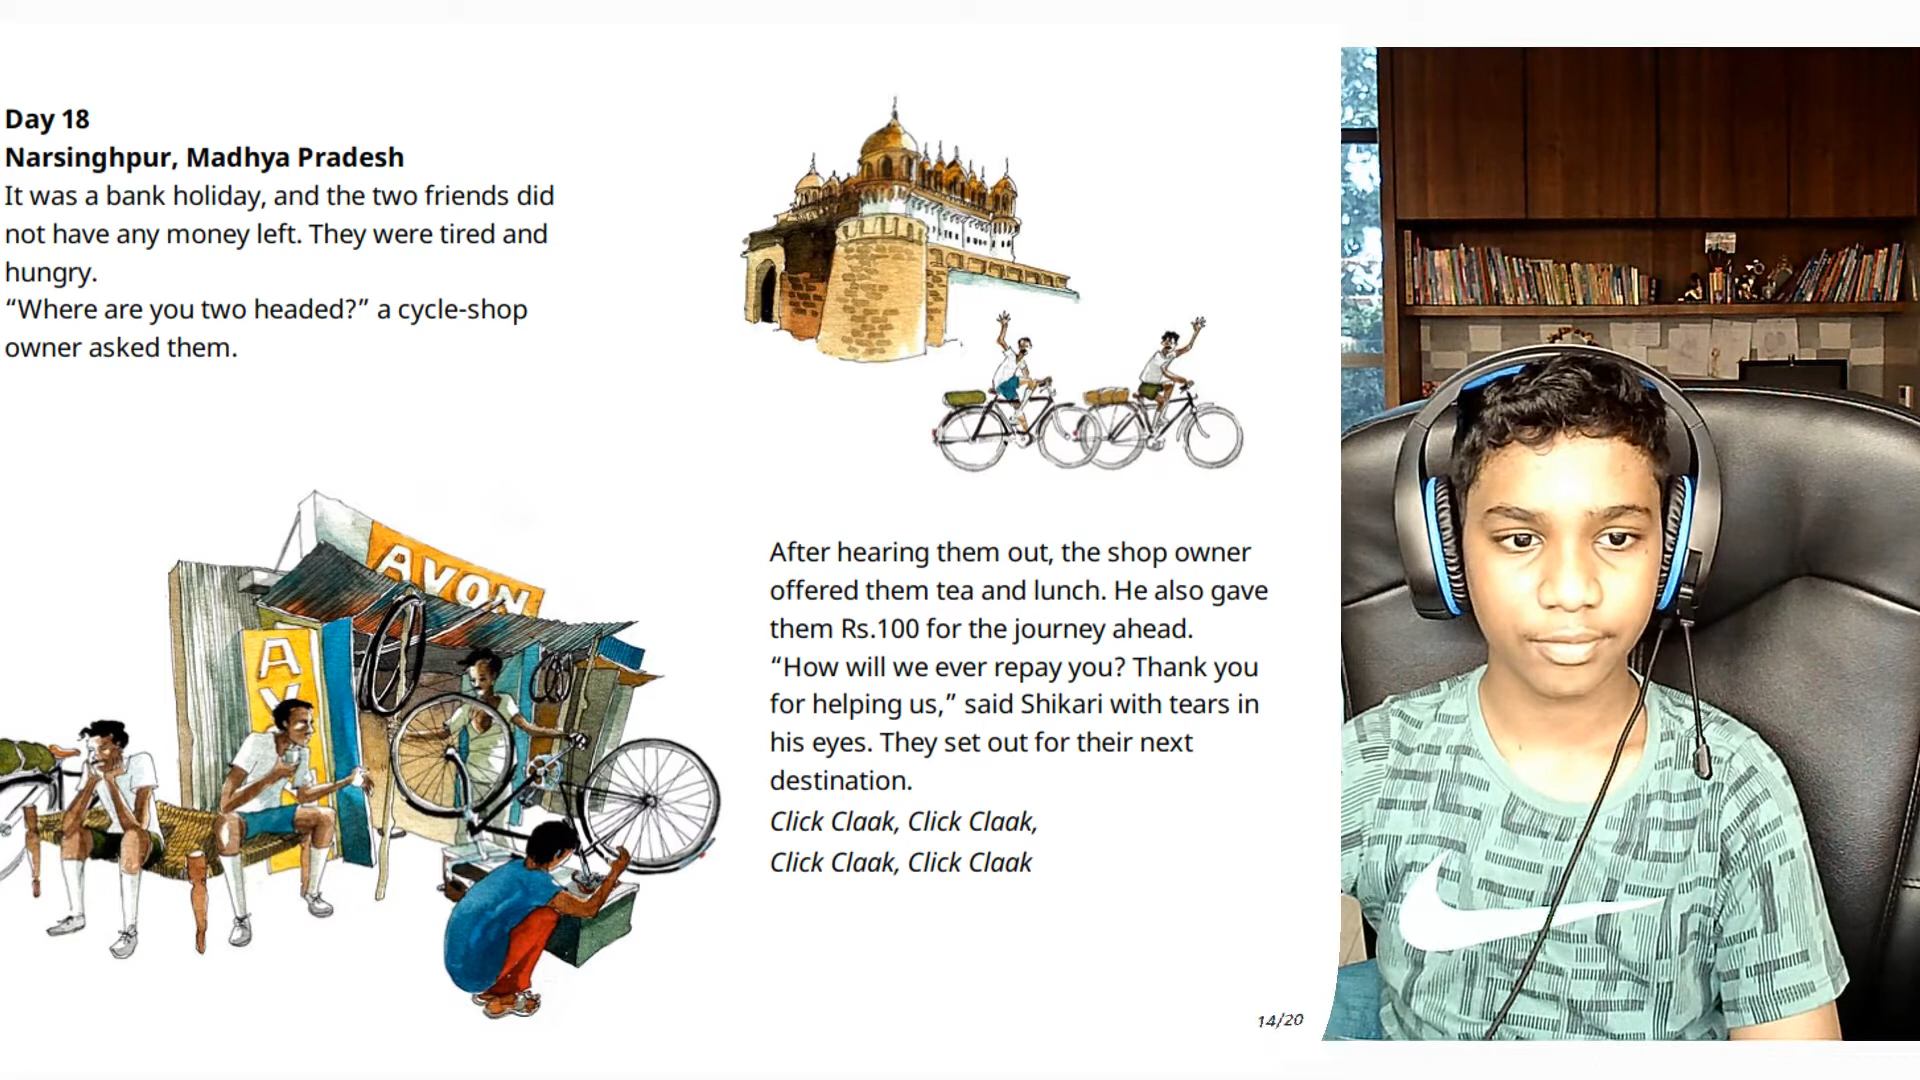 Day 18
Narsinghpur, Madhya Pradesh
It was a bank holiday, and the two friends did
not have any money left. They were tired and
hungry.
“Where are you two headed?” a cycle-shop
owner asked them.
AVON
A
V
After hearing them out, the shop owner
offered them tea and lunch. He also gave
them Rs.100 for the journey ahead.
“How will we ever repay you? Thank you
for helping us,” said Shikari with tears in
his eyes. They set out for their next
destination.
Click Claak, Click Claak,
Click Claak, Click Claak
14/20